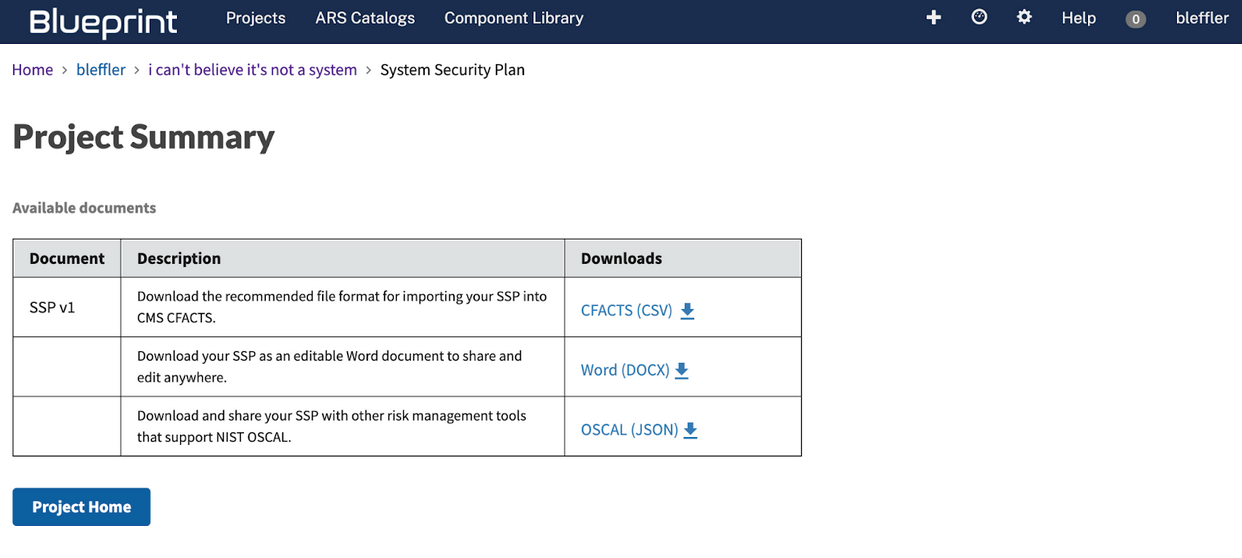 Blueprint Projects ARS Catalogs Component Library Help 0 bleffler
Home > bleffler > i can't believe it's not a system > System Security Plan
Project Summary
Available documents
Document Description Downloads
SSP v1
Download the recommended file format for importing your SSP into
CMS CFACTS.
CFACTS (CSV)
Download your SSP as an editable Word document to share and
edit anywhere.
Word (DOCX)
Download and share your SSP with other risk management tools
that support NIST OSCAL.
OSCAL (JSON)
Project Home